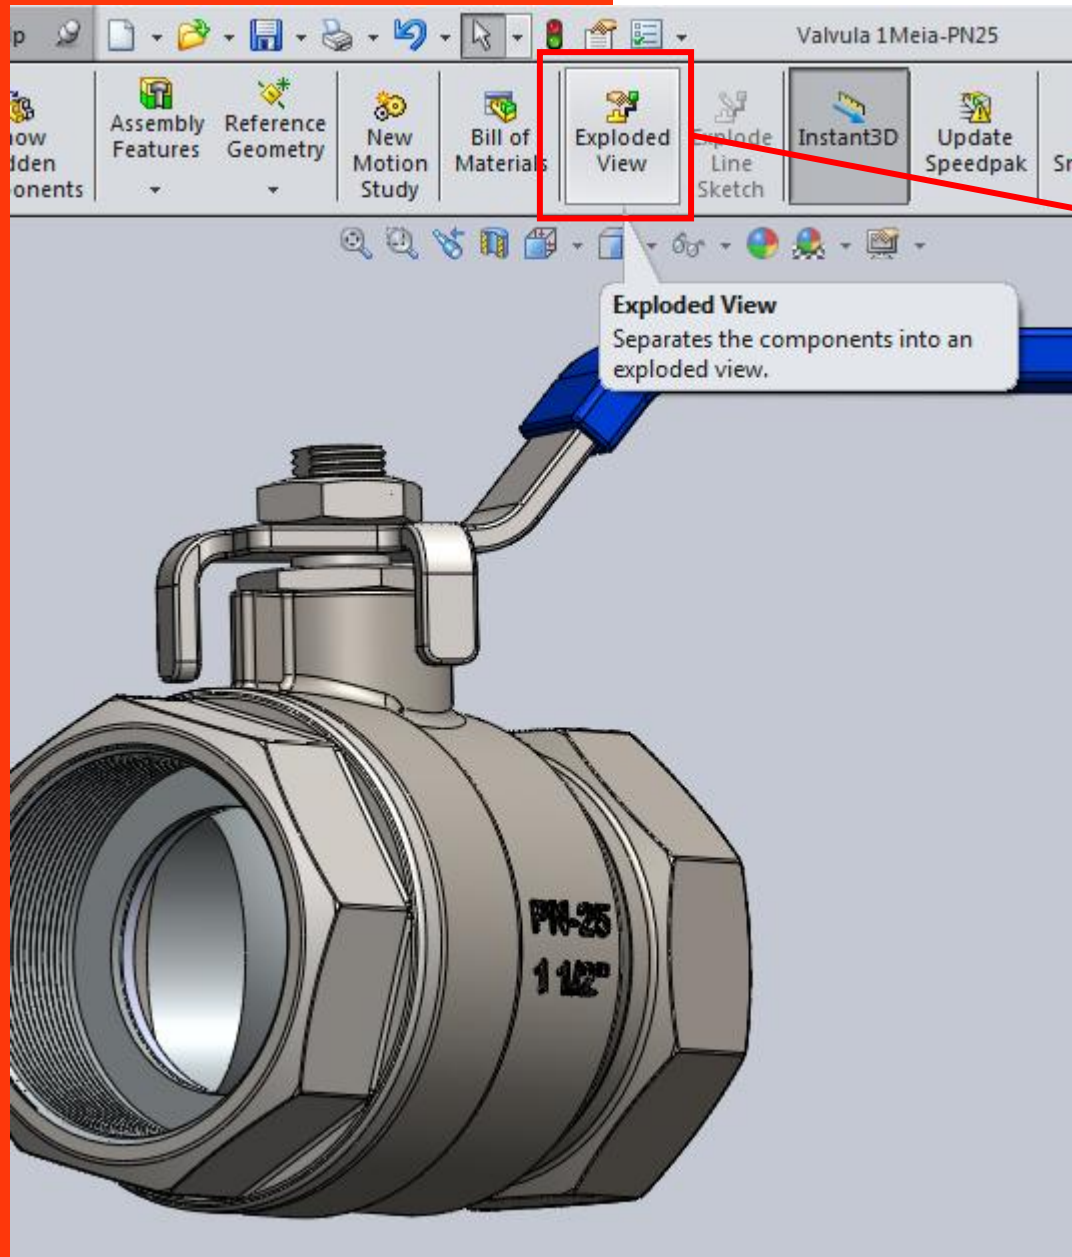 p
Valvula 1Meia-PN25
Assembly
Features
Reference
Geometry
New
Motion
Study
Bill of
Materials
Exploded
View
Explode
Line
Sketch
Instant3D
Update
Speedpak
Exploded View
Separates the components into an
exploded view.
PN-25
1 1/2"